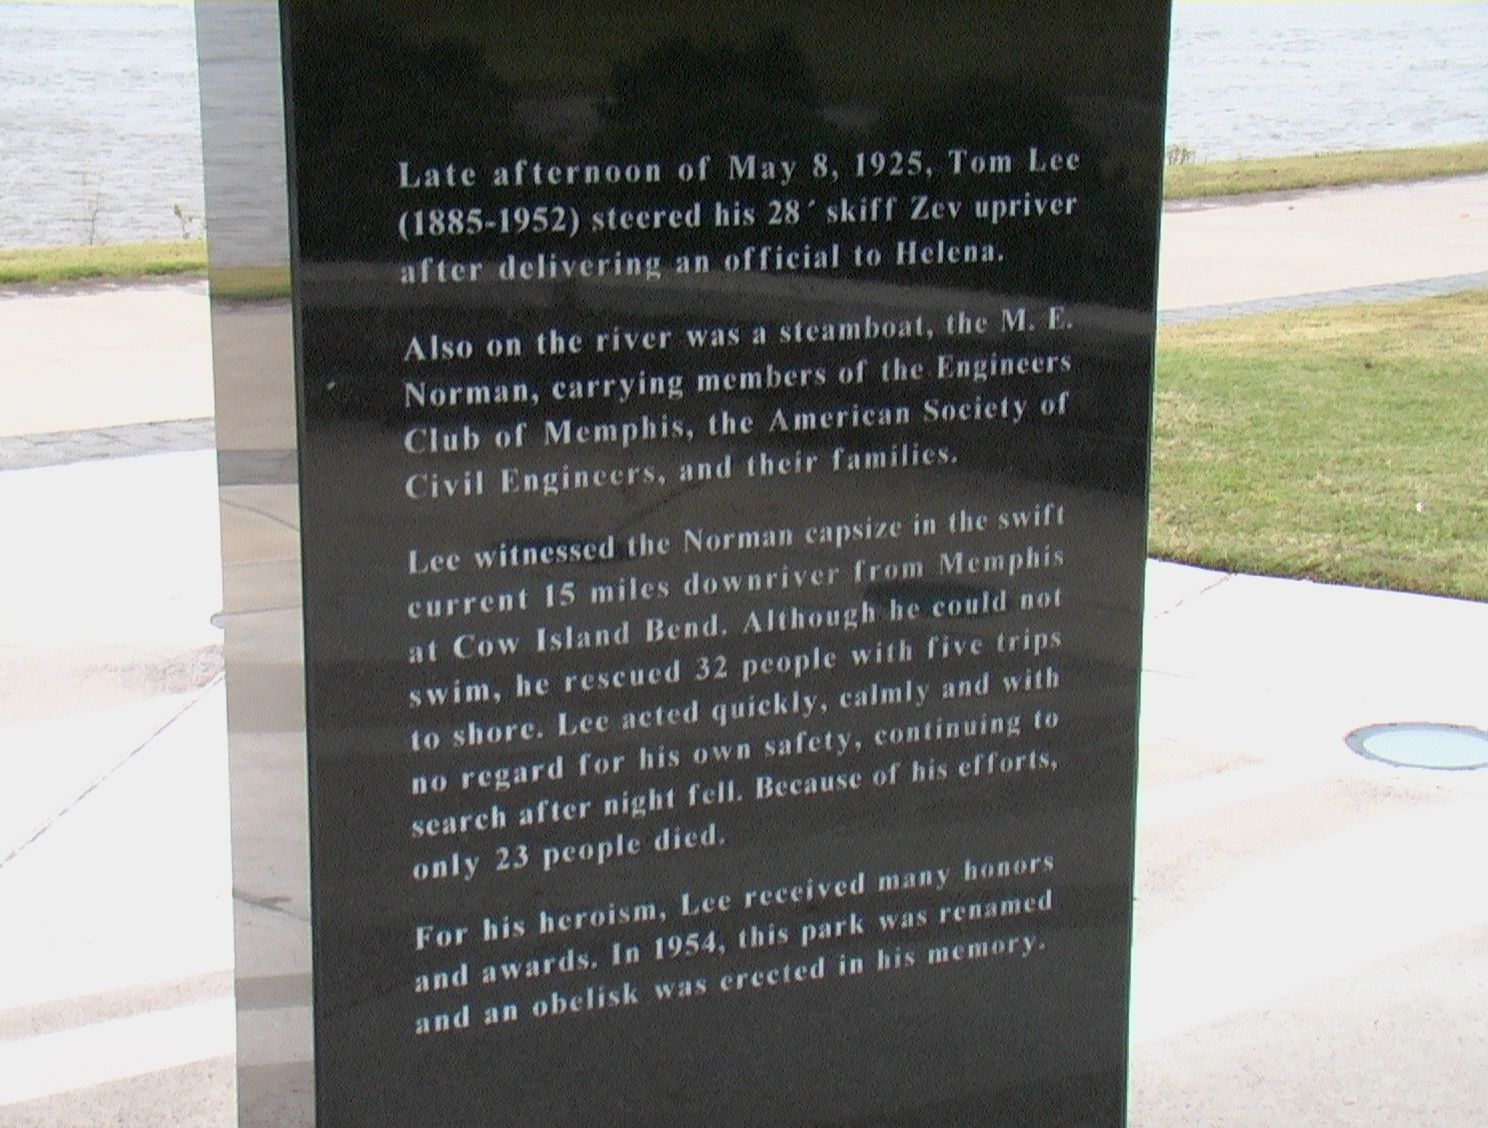 Late afternoon of May 8, 1925, Tom Lee
(1885-1952) steered his 28´ skiff Zev upriver
after delivering an official to Helena.
Also on the river was a steamboat, the M. E.
Norman, carrying members of the Engineers
Club of Memphis, the American Society of
Civil Engineers, and their families.
Lee witnessed the Norman capsize in the swift
current 15 miles downriver from Memphis
at Cow Island Bend. Although he could not
swim, he rescued 32 people with five trips
to shore. Lee acted quickly, calmly and with
no regard for his own safety, continuing to
search after night fell. Because of his efforts,
only 23 people died.
For his heroism, Lee received many honors
and awards. In 1954, this park was renamed
and an obelisk was erected in his memory.